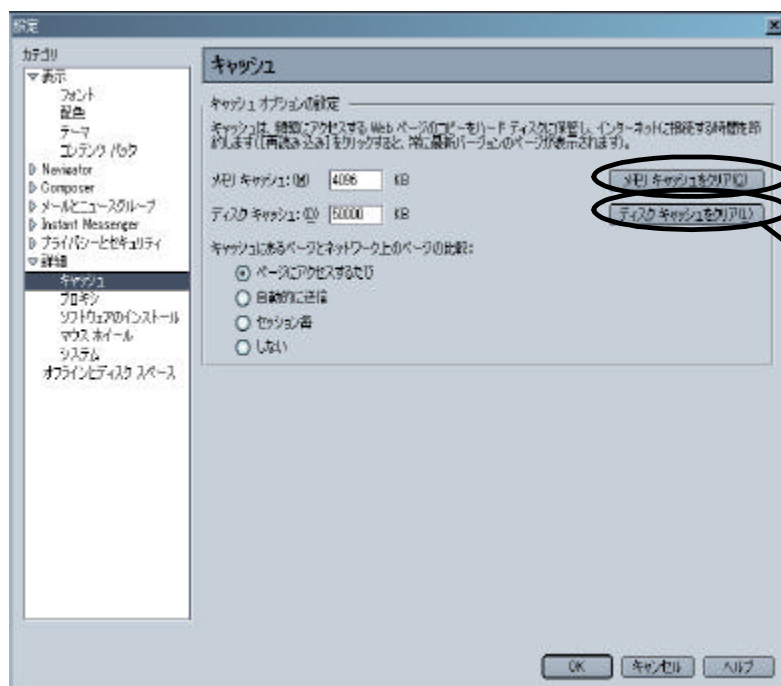 設定
カテゴリ
表示
フォント
配色
テーマ
コンテンツ パック
Navigator
Composer
メールとニュースグループ
Instant Messenger
プライバシーとセキュリティ
詳細
キャッシュ
プロキシ
ソフトウェアのインストール
マウス ホイール
システム
オフラインとディスク スペース
キャッシュ
キャッシュ オプションの設定
キャッシュは、頻繁にアクセスする Web ページのコピーをハード ディスクに保管し、インターネットに接続する時間を節
約します([再読み込み]をクリックすると、常に最新バージョンのページが表示されます)。
メモリ キャッシュ:(M) 4096 KB メモリ キャッシュをクリア(C)
ディスク キャッシュ:(D) 50000 KB ディスク キャッシュをクリア(L)
キャッシュにあるページとネットワーク上のページの比較:
ページにアクセスするたび
自動的に送信
セッション毎
しない
OK キャンセル ヘルプ